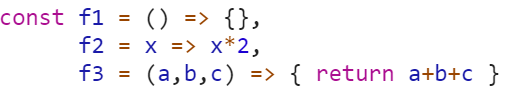 const f1 = () => {},
      f2 = x => x*2,
      f3 = (a,b,c) => { return a+b+c }